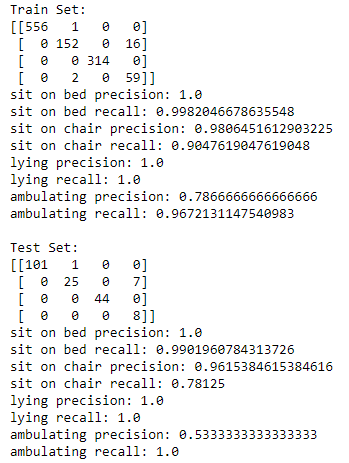 Train Set:
[[556   1   0   0]
 [  0 152   0  16]
 [  0   0 314   0]
 [  0   2   0  59]]
sit on bed precision: 1.0
sit on bed recall: 0.9982046678635548
sit on chair precision: 0.9806451612903225
sit on chair recall: 0.9047619047619048
lying precision: 1.0
lying recall: 1.0
ambulating precision: 0.7866666666666666
ambulating recall: 0.9672131147540983

Test Set:
[[101   1   0   0]
 [  0  25   0   7]
 [  0   0  44   0]
 [  0   0   0   8]]
sit on bed precision: 1.0
sit on bed recall: 0.9901960784313726
sit on chair precision: 0.9615384615384616
sit on chair recall: 0.78125
lying precision: 1.0
lying recall: 1.0
ambulating precision: 0.5333333333333333
ambulating recall: 1.0